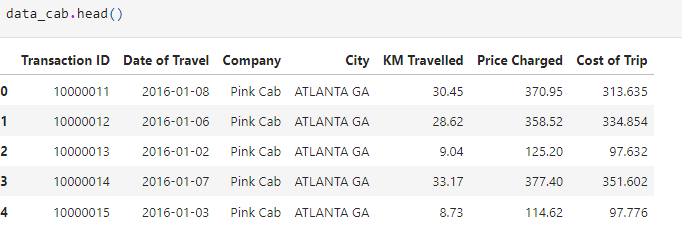 data_cab.head()
Transaction ID Date of Travel Company City KM Travelled Price Charged Cost of Trip
0 10000011 2016-01-08 Pink Cab ATLANTA GA 30.45 370.95 313.635
1 10000012 2016-01-06 Pink Cab ATLANTA GA 28.62 358.52 334.854
2 10000013 2016-01-02 Pink Cab ATLANTA GA 9.04 125.20 97.632
3 10000014 2016-01-07 Pink Cab ATLANTA GA 33.17 377.40 351.602
4 10000015 2016-01-03 Pink Cab ATLANTA GA 8.73 114.62 97.776